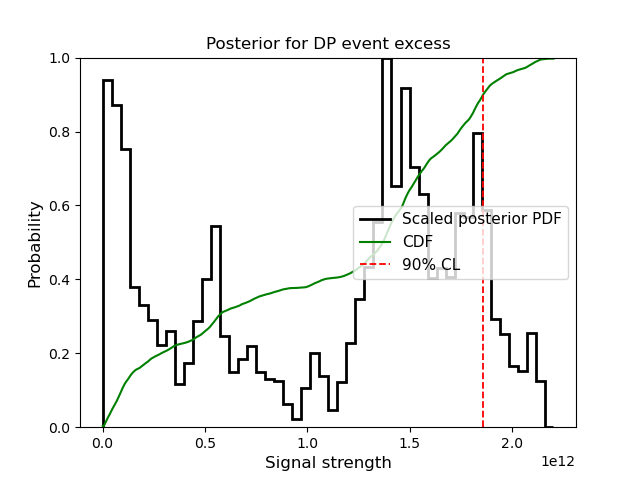 Posterior for DP event excess
Probability
1.0
0.8
0.6
0.4
0.2
0.0
Scaled posterior PDF
CDF
90% CL
0.0 0.5 1.0 1.5 2.0
1e12
Signal strength